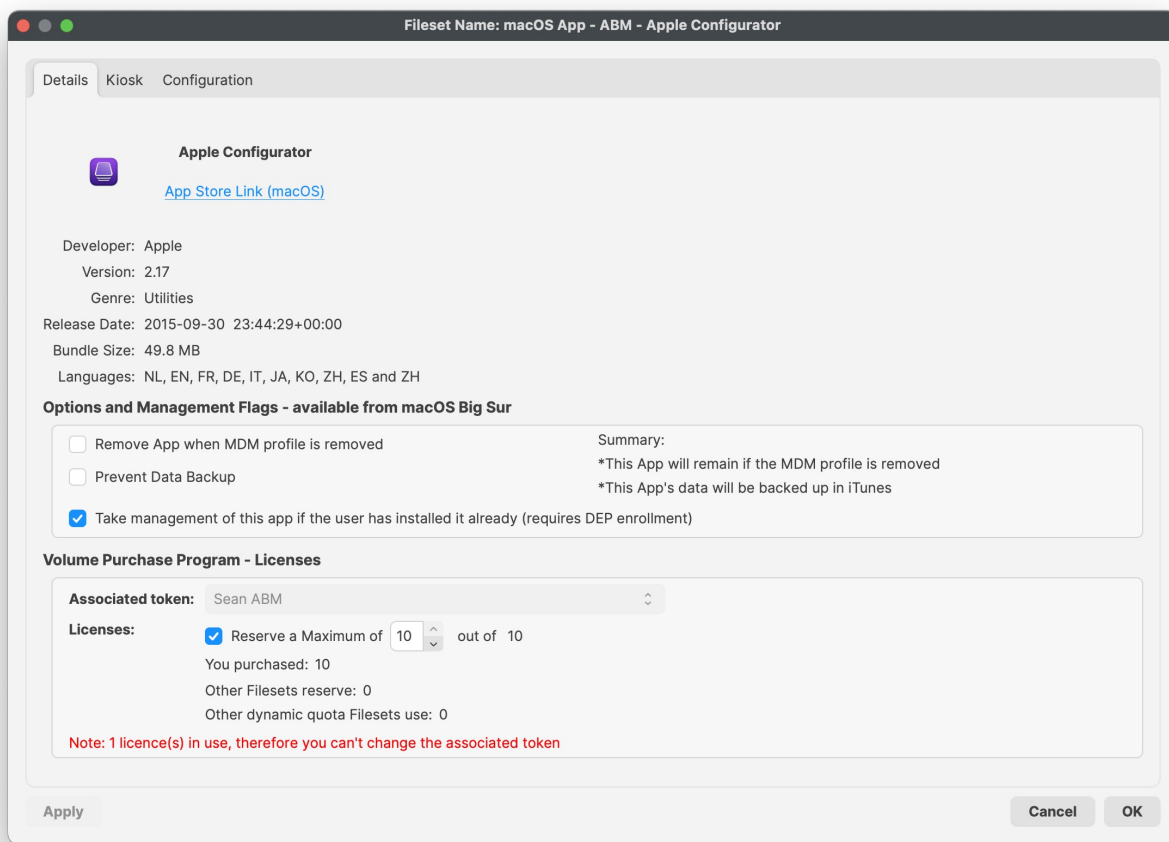 Fileset Name: macOS App - ABM - Apple Configurator
Details Kiosk Configuration
Apple Configurator
App Store Link (macOS)
Developer: Apple
Version: 2.17
Genre: Utilities
Release Date: 2015-09-30 23:44:29+00:00
Bundle Size: 49.8 MB
Languages: NL, EN, FR, DE, IT, JA, KO, ZH, ES and ZH
Options and Management Flags - available from macOS Big Sur
Remove App when MDM profile is removed
Prevent Data Backup
Summary:
*This App will remain if the MDM profile is removed
*This App's data will be backed up in iTunes
Take management of this app if the user has installed it already (requires DEP enrollment)
Volume Purchase Program - Licenses
Associated token: Sean ABM
Licenses: Reserve a Maximum of 10 out of 10
You purchased: 10
Other Filesets reserve: 0
Other dynamic quota Filesets use: 0
Note: 1 licence(s) in use, therefore you can't change the associated token
Apply Cancel OK